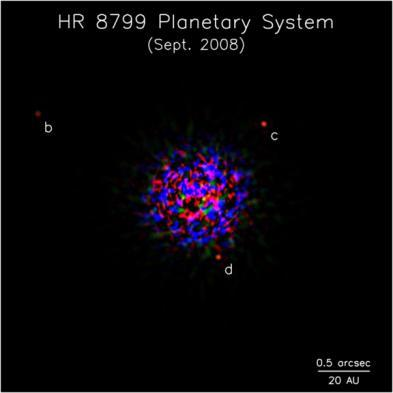 HR 8799 Planetary System
(Sept. 2008)
b
c
d
0.5 arcsec
20 AU